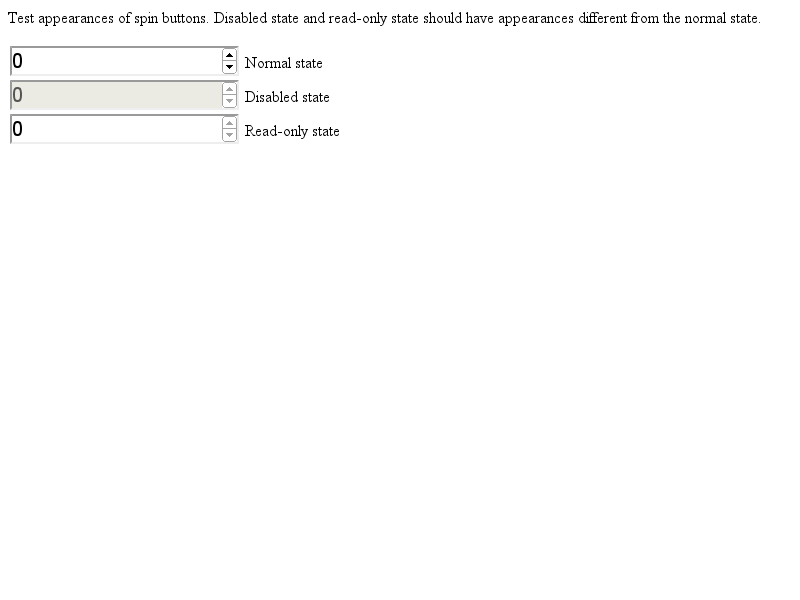 Test appearances of spin buttons. Disabled state and read-only state should have appearances different from the normal state.
0 Normal state
0 Disabled state
0 Read-only state